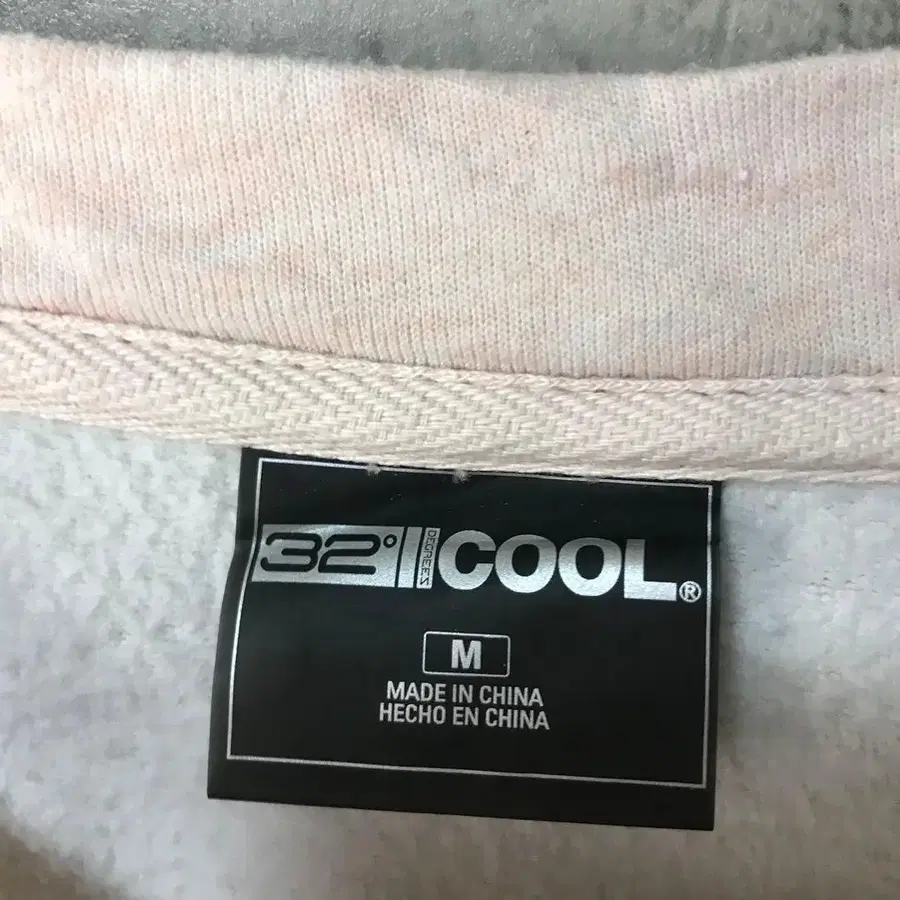 32° DEGREES COOL®
M
MADE IN CHINA
HECHO EN CHINA